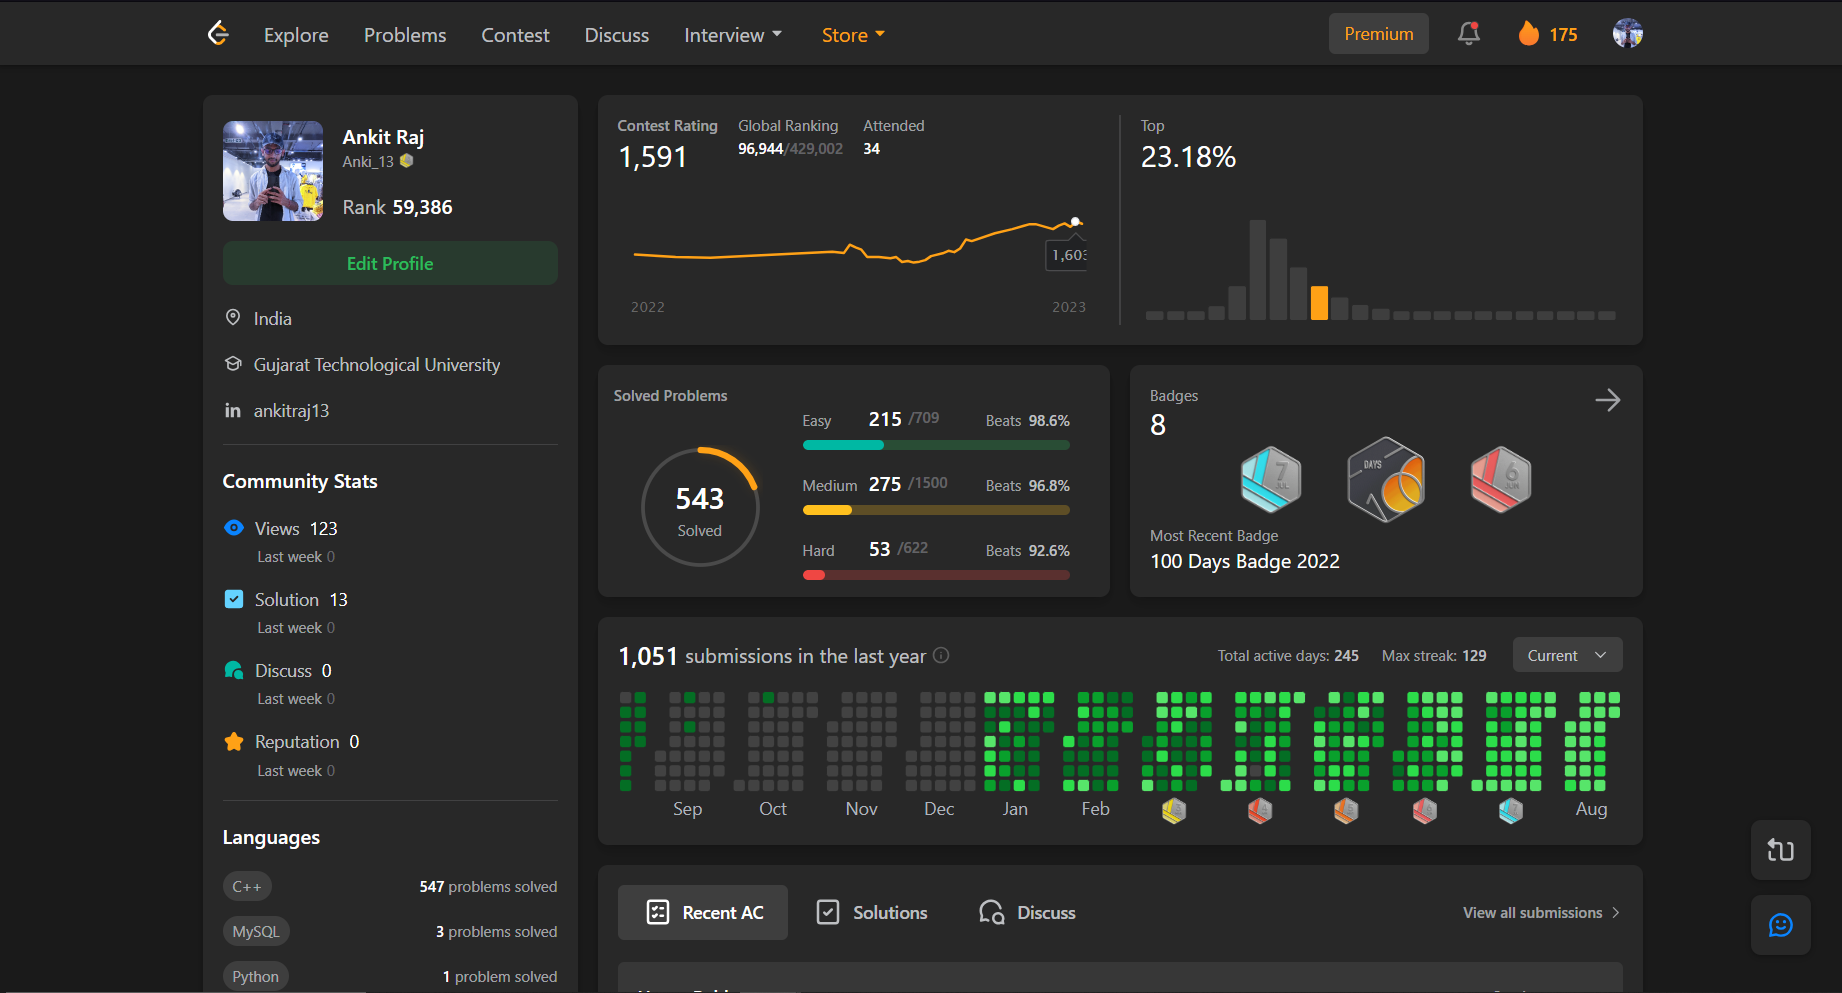 Explore Problems Contest Discuss Interview Store Premium 175
Ankit Raj
Anki_13
Rank 59,386
Edit Profile
India
Gujarat Technological University
ankitraj13
Community Stats
Views 123
Last week 0
Solution 13
Last week 0
Discuss 0
Last week 0
Reputation 0
Last week 0
Languages
C++ 547 problems solved
MySQL 3 problems solved
Python 1 problem solved
Contest Rating Global Ranking Attended
1,591 96,944/429,002 34
1,603
2022 2023
Top
23.18%
Solved Problems
543
Solved
Easy 215 /709 Beats 98.6%
Medium 275 /1500 Beats 96.8%
Hard 53 /622 Beats 92.6%
Badges
8
7 JUL DAYS 6 JUN
Most Recent Badge
100 Days Badge 2022
1,051 submissions in the last year Total active days: 245 Max streak: 129 Current
Sep Oct Nov Dec Jan Feb Aug
Recent AC Solutions Discuss View all submissions